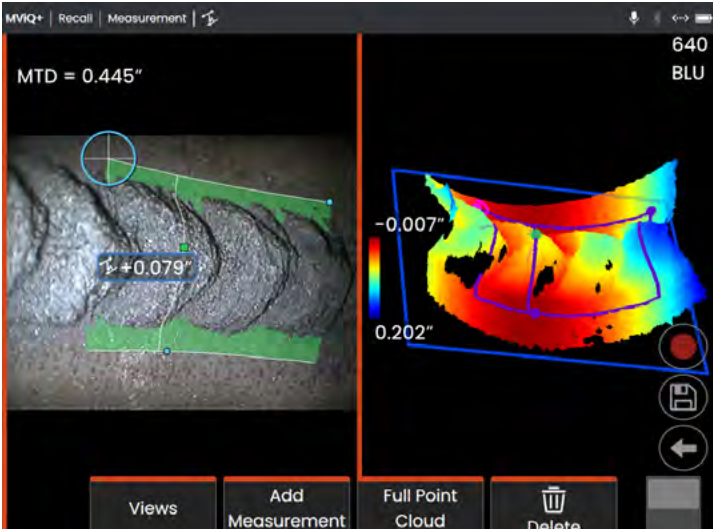 MViQ+ | Recall | Measurement |
640
BLU
MTD = 0.445"
+0.079"
-0.007"
0.202"
Views
Add
Measurement
Full Point
Cloud
Delete